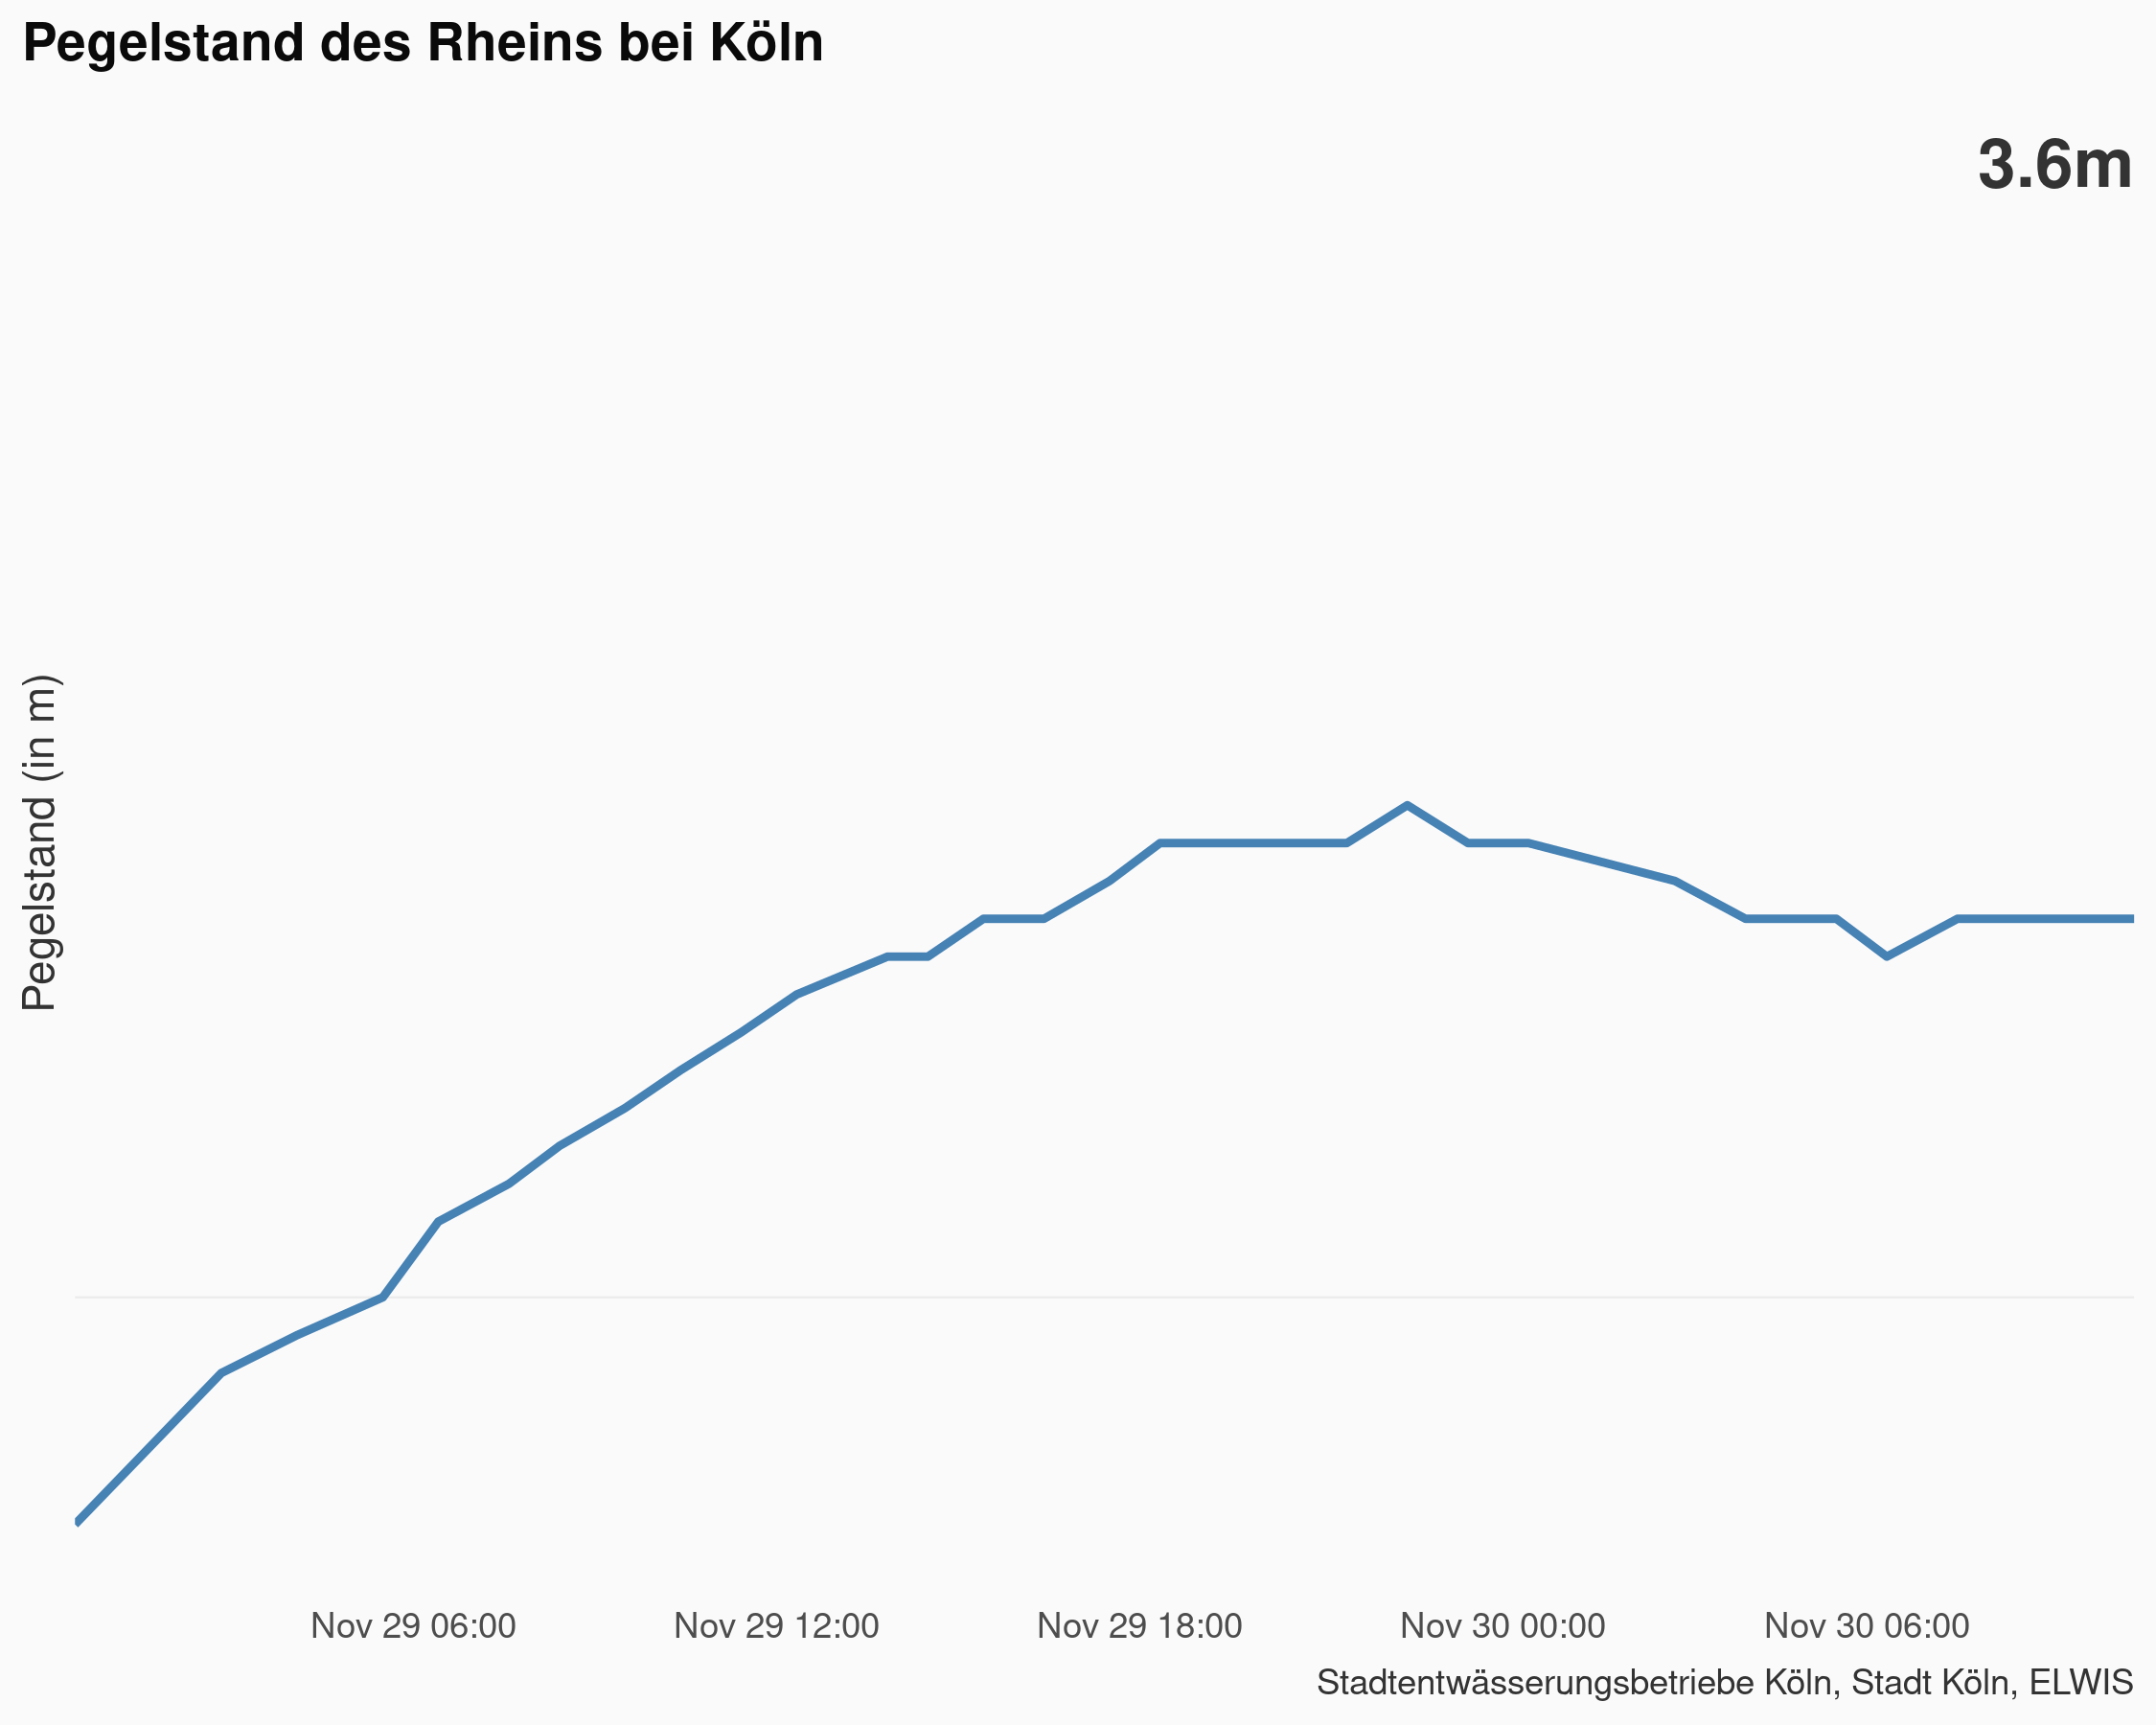 Pegelstand des Rheins bei Köln
3.6m
Pegelstand (in m)
Nov 29 06:00
Nov 29 12:00
Nov 29 18:00
Nov 30 00:00
Nov 30 06:00
Stadtentwässerungsbetriebe Köln, Stadt Köln, ELWIS